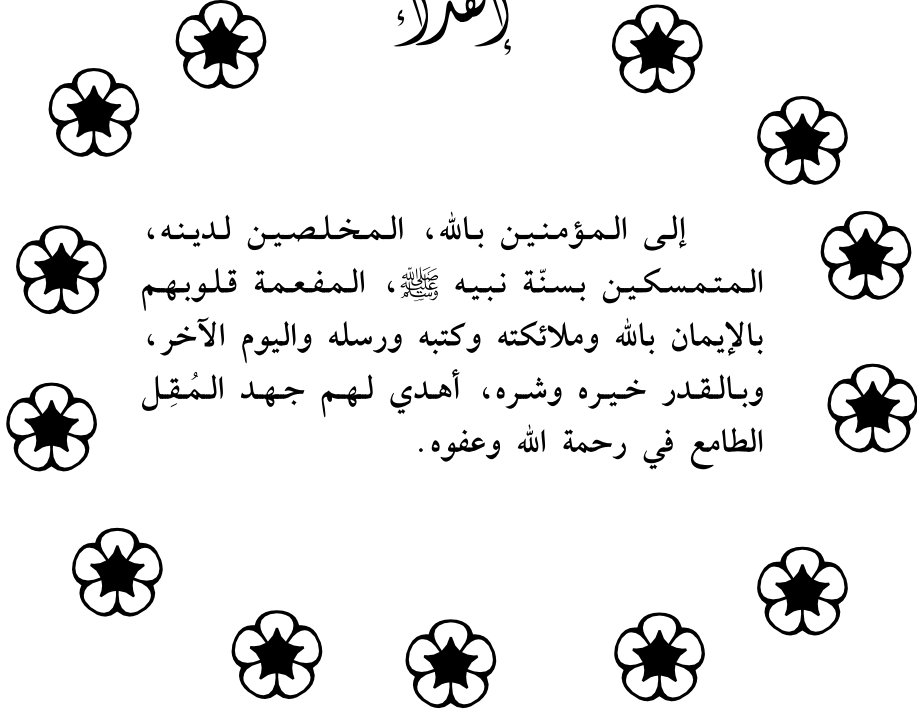 إهداء
إلى المؤمنين بالله، المخلصين لدينه،
المتمسكين بسنّة نبيه ﷺ، المفعمة قلوبهم
بالإيمان بالله وملائكته وكتبه ورسله واليوم الآخر،
وبالقدر خيره وشره، أهدي لهم جهد المُقِل
الطامع في رحمة الله وعفوه.